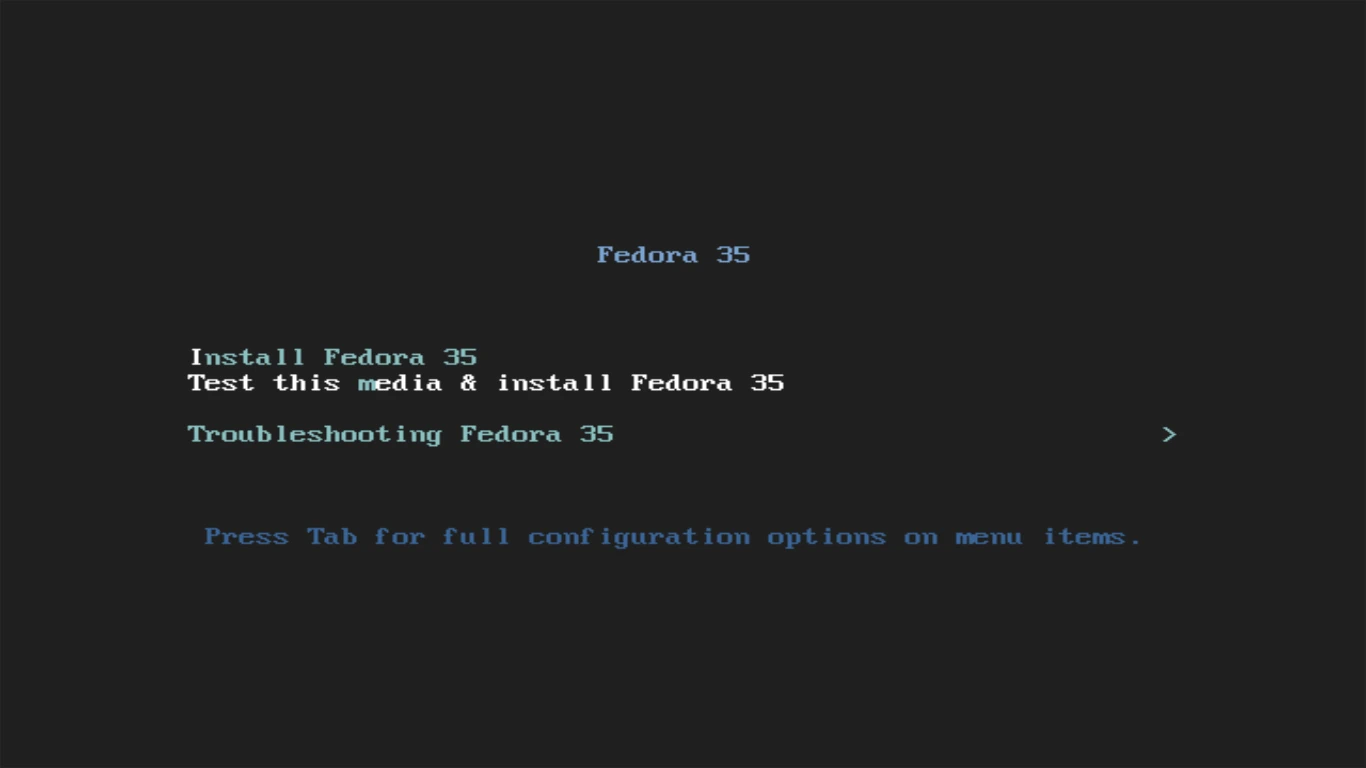 Fedora 35
Install Fedora 35
Test this media & install Fedora 35
Troubleshooting Fedora 35 >
Press Tab for full configuration options on menu items.